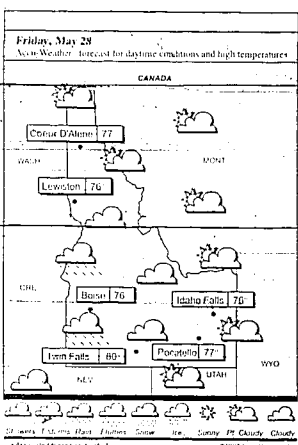 Friday, May 28
Accu-Weather forecast for daytime conditions and high temperatures
CANADA
Coeur D'Alene 77
WASH
MONT
Lewiston 76°
ORE
Boise 76
Idaho Falls 76°
Twin Falls 80°
Pocatello 77°
WYO
NEV
UTAH
Showers T-storms Rain Flurries Snow Ice Sunny Pt. Cloudy Cloudy